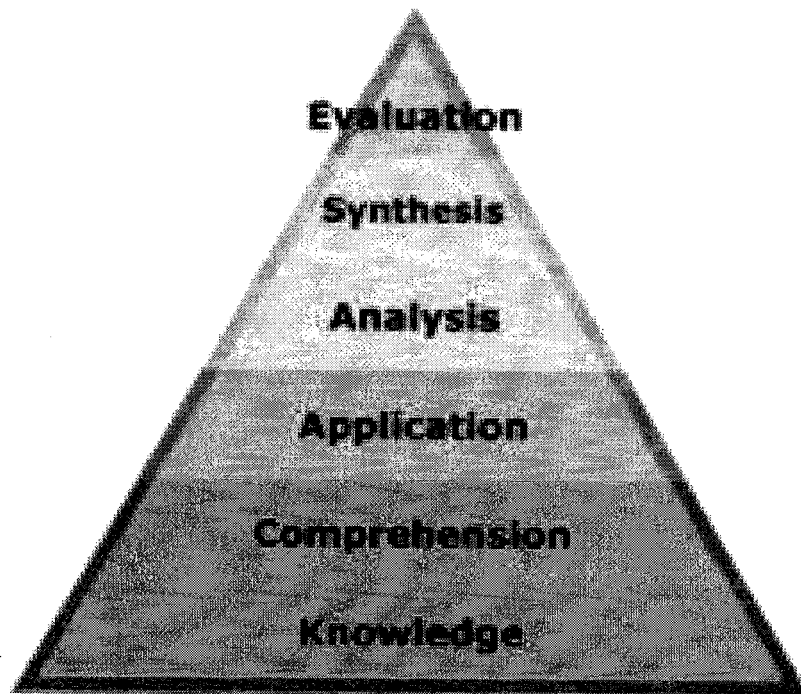 Evaluation
Synthesis
Analysis
Application
Comprehension
Knowledge